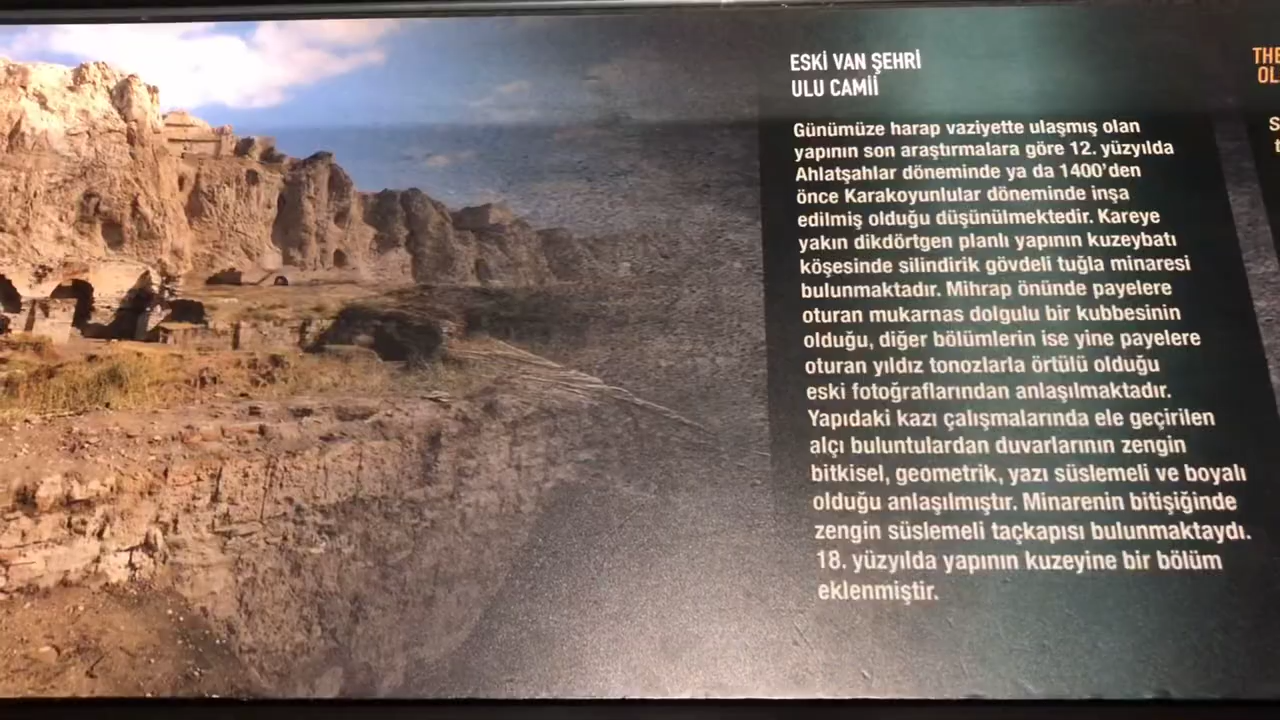 ESKİ VAN ŞEHRİ
ULU CAMİİ
Günümüze harap vaziyette ulaşmış olan
yapının son araştırmalara göre 12. yüzyılda
Ahlatşahlar döneminde ya da 1400'den
önce Karakoyunlular döneminde inşa
edilmiş olduğu düşünülmektedir. Kareye
yakın dikdörtgen planlı yapının kuzeybatı
köşesinde silindirik gövdeli tuğla minaresi
bulunmaktadır. Mihrap önünde payelere
oturan mukarnas dolgulu bir kubbesinin
olduğu, diğer bölümlerin ise yine payelere
oturan yıldız tonozlarla örtülü olduğu
eski fotoğraflarından anlaşılmaktadır.
Yapıdaki kazı çalışmalarında ele geçirilen
alçı buluntulardan duvarlarının zengin
bitkisel, geometrik, yazı süslemeli ve boyalı
olduğu anlaşılmıştır. Minarenin bitişiğinde
zengin süslemeli taçkapısı bulunmaktaydı.
18. yüzyılda yapının kuzeyine bir bölüm
eklenmiştir.
THE
OL